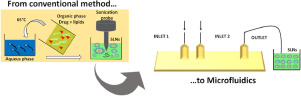 From conventional method...
65°C
Organic phase
Drug + lipids
Sonication
probe
SLNs
Aqueous phase
INLET 1
INLET 2
OUTLET
SLNs
...to Microfluidics